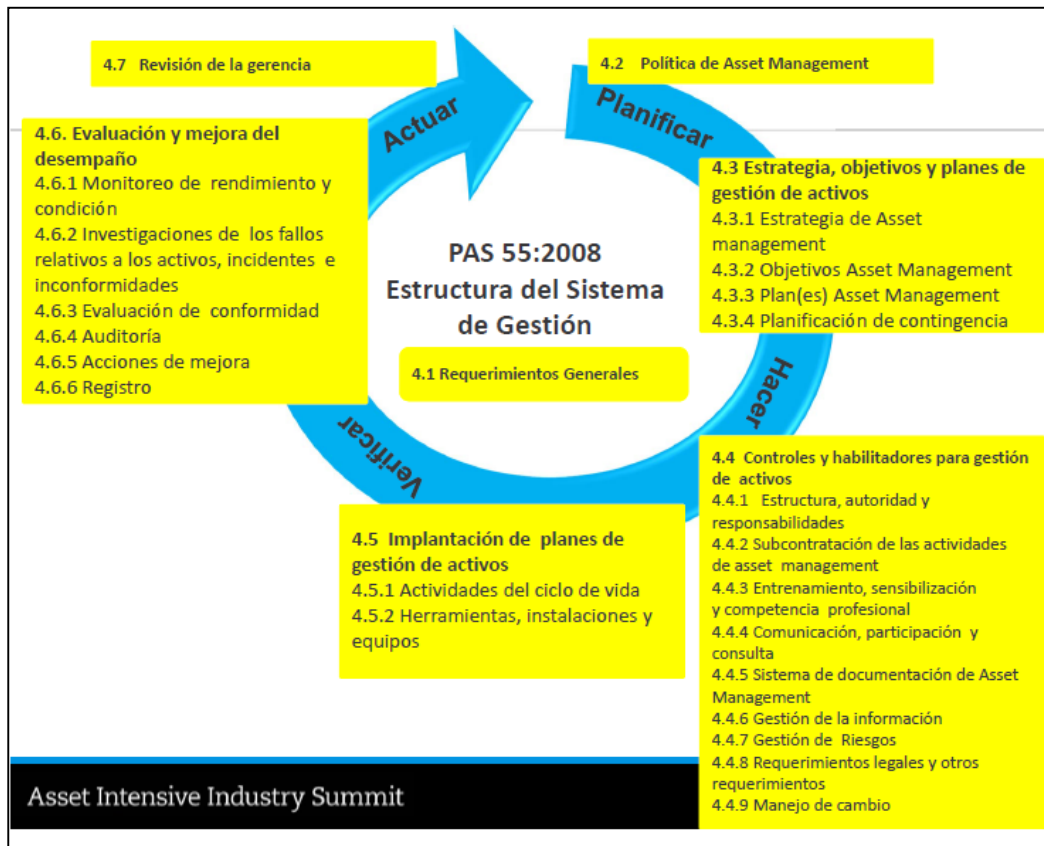 4.7 Revisión de la gerencia
4.2 Política de Asset Management
Actuar
Planificar
4.6. Evaluación y mejora del
desempaño
4.6.1 Monitoreo de rendimiento y
condición
4.6.2 Investigaciones de los fallos
relativos a los activos, incidentes e
inconformidades
4.6.3 Evaluación de conformidad
4.6.4 Auditoría
4.6.5 Acciones de mejora
4.6.6 Registro
4.3 Estrategia, objetivos y planes de
gestión de activos
4.3.1 Estrategia de Asset
management
4.3.2 Objetivos Asset Management
4.3.3 Plan(es) Asset Management
4.3.4 Planificación de contingencia
PAS 55:2008
Estructura del Sistema
de Gestión
4.1 Requerimientos Generales
Hacer
Verificar
4.4 Controles y habilitadores para gestión
de activos
4.4.1 Estructura, autoridad y
responsabilidades
4.4.2 Subcontratación de las actividades
de asset management
4.4.3 Entrenamiento, sensibilización
y competencia profesional
4.4.4 Comunicación, participación y
consulta
4.4.5 Sistema de documentación de Asset
Management
4.4.6 Gestión de la información
4.4.7 Gestión de Riesgos
4.4.8 Requerimientos legales y otros
requerimientos
4.4.9 Manejo de cambio
4.5 Implantación de planes de
gestión de activos
4.5.1 Actividades del ciclo de vida
4.5.2 Herramientas, instalaciones y
equipos
Asset Intensive Industry Summit